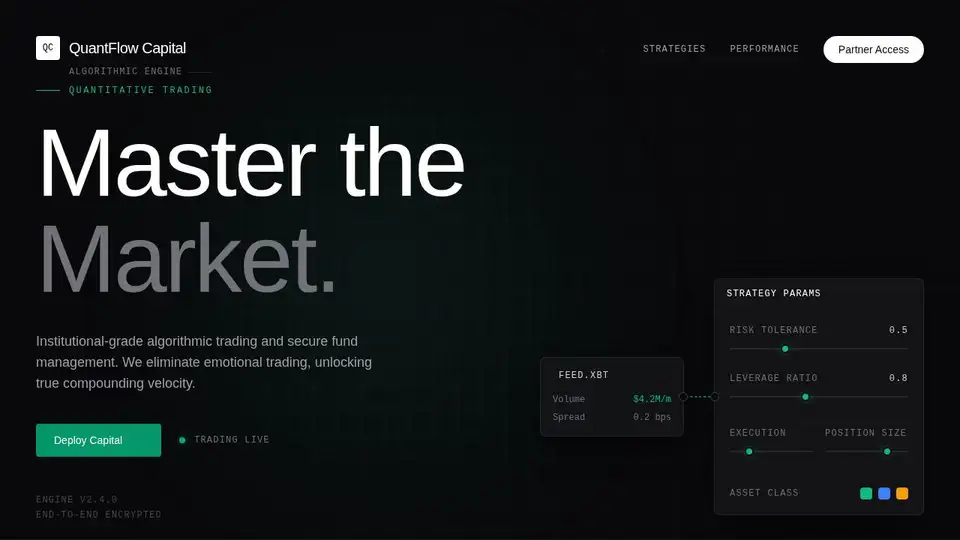 QC QuantFlow Capital
STRATEGIES PERFORMANCE Partner Access
ALGORITHMIC ENGINE
QUANTITATIVE TRADING
Master the
Market.
Institutional-grade algorithmic trading and secure fund
management. We eliminate emotional trading, unlocking
true compounding velocity.
Deploy Capital
TRADING LIVE
ENGINE V2.4.0
END-TO-END ENCRYPTED
FEED.XBT
Volume $4.2M/m
Spread 0.2 bps
STRATEGY PARAMS
RISK TOLERANCE 0.5
LEVERAGE RATIO 0.8
EXECUTION POSITION SIZE
ASSET CLASS